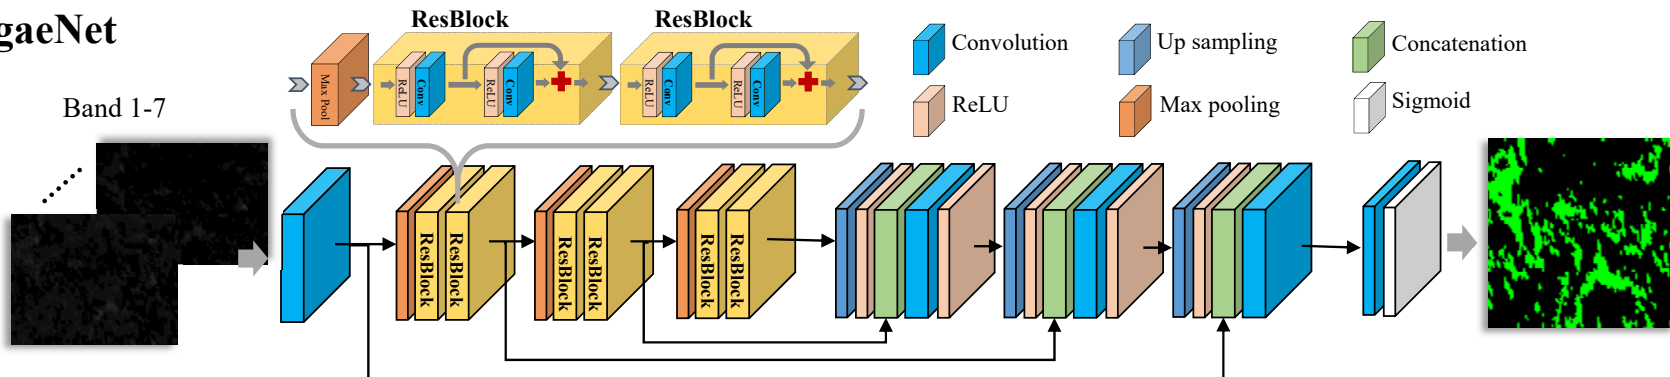 gaeNet
ResBlock
ResBlock
Convolution
Up sampling
Concatenation
ReLU
Max pooling
Sigmoid
Max Pool
ReLU
Conv
ReLU
Conv
ReLU
Conv
ReLU
Conv
Band 1-7
ResBlock
ResBlock
ResBlock
ResBlock
ResBlock
ResBlock